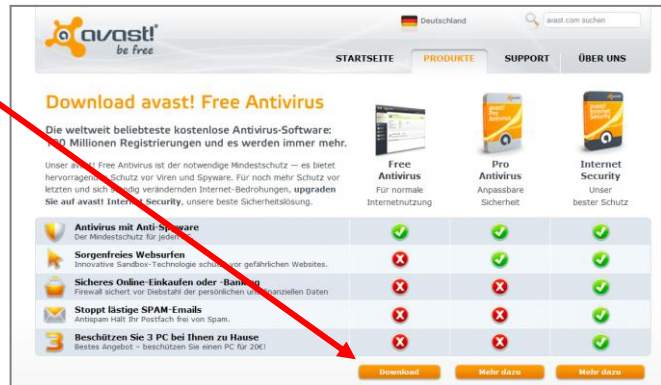 avast!
be free
Deutschland
avast.com suchen
STARTSEITE PRODUKTE SUPPORT ÜBER UNS
Download avast! Free Antivirus
Die weltweit beliebteste kostenlose Antivirus-Software:
Millionen Registrierungen und es werden immer mehr.
Unser avast! Free Antivirus ist der notwendige Mindestschutz — es bietet
hervorragenden Schutz vor Viren und Spyware. Für noch mehr Schutz vor
letzten und sich ständig verändernden Internet-Bedrohungen, upgraden
Sie auf avast! Internet Security, unsere beste Sicherheitslösung.
Free
Antivirus
Für normale
Internetnutzung
Pro
Antivirus
Anpassbare
Sicherheit
Internet
Security
Unser
bester Schutz
Antivirus mit Anti-Spyware
Der Mindestschutz für jeden
Sorgenfreies Websurfen
Innovative Sandbox-Technologie schützt vor gefährlichen Websites.
Sicheres Online-Einkaufen oder -Banking
Firewall sichert vor Diebstahl der persönlichen und finanziellen Daten
Stoppt lästige SPAM-Emails
Antispam Hält Ihr Postfach frei von Spam.
3 Beschützen Sie 3 PC bei Ihnen zu Hause
Bestes Angebot - beschützen Sie einen PC für 20€!
Download Mehr dazu Mehr dazu